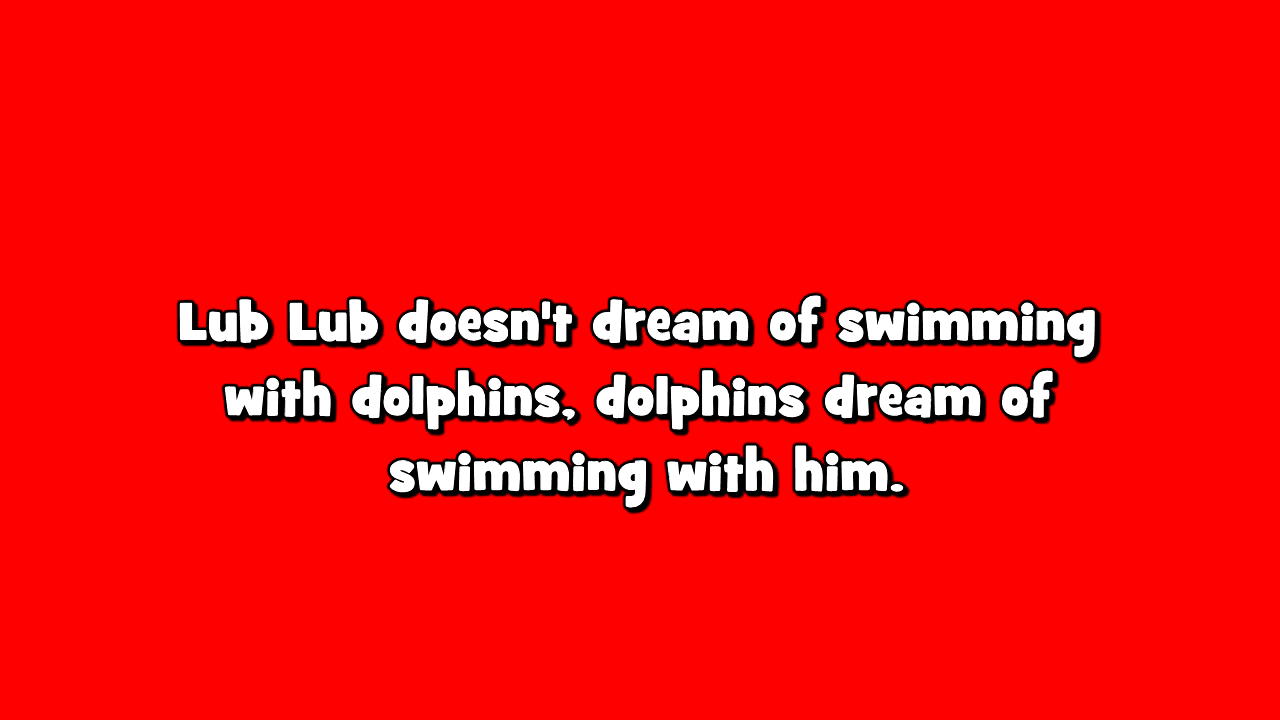 Lub Lub doesn't dream of swimming
with dolphins, dolphins dream of
swimming with him.